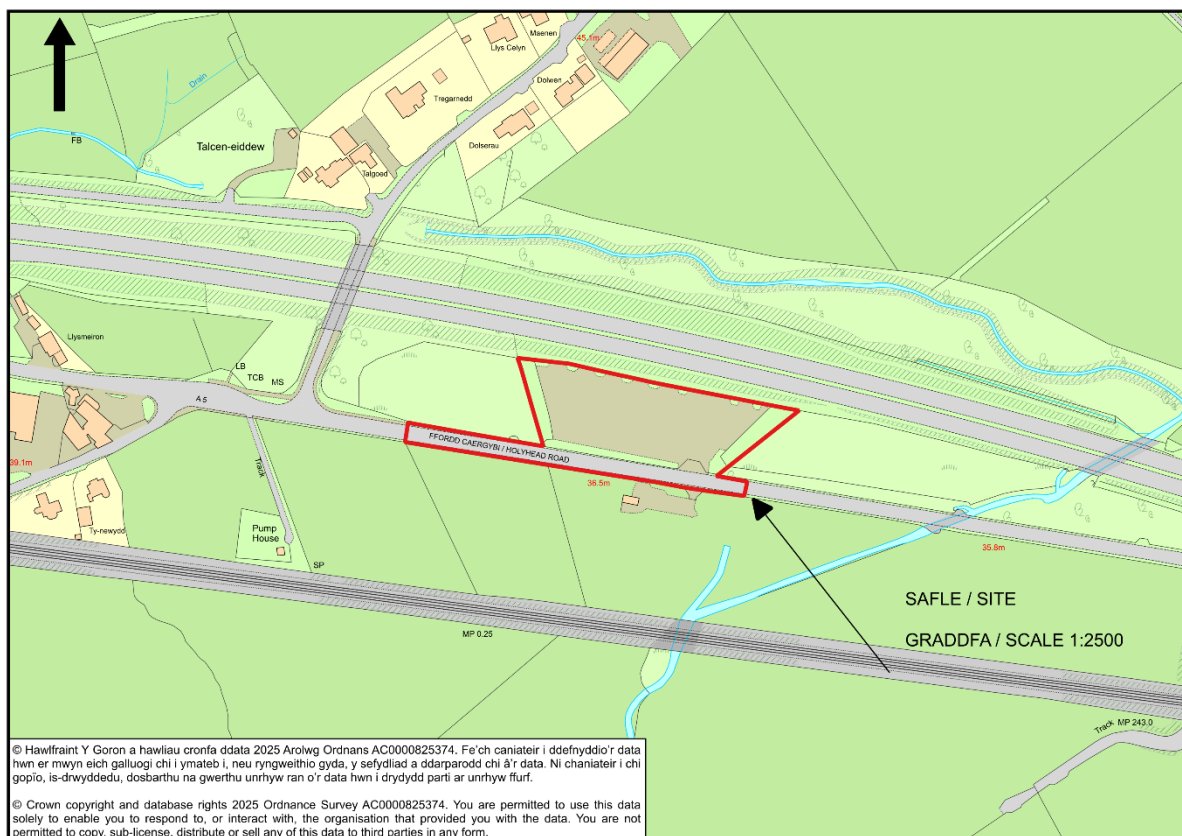 Maenen
Llys Celyn
45.1m
Drain
Dolwen
Tregarnedd
FB
Talcen-eiddew
Dolserau
Talgoed
Llysmeiron
LB
TCB
MS
A 5
FFORDD CAERGYBI / HOLYHEAD ROAD
39.1m
Track
36.5m
Ty-newydd
Pump
House
35.8m
SP
SAFLE / SITE
MP 0.25
GRADDFA / SCALE 1:2500
Track MP 243.0
© Hawlfraint Y Goron a hawliau cronfa ddata 2025 Arolwg Ordnans AC0000825374. Fe'ch caniateir i ddefnyddio'r data
hwn er mwyn eich galluogi chi i ymateb i, neu ryngweithio gyda, y sefydliad a ddarparodd chi â'r data. Ni chaniateir i chi
gopïo, is-drwyddedu, dosbarthu na gwerthu unrhyw ran o'r data hwn i drydydd parti ar unrhyw ffurf.
© Crown copyright and database rights 2025 Ordnance Survey AC0000825374. You are permitted to use this data
solely to enable you to respond to, or interact with, the organisation that provided you with the data. You are not
permitted to copy, sub-license, distribute or sell any of this data to third parties in any form.